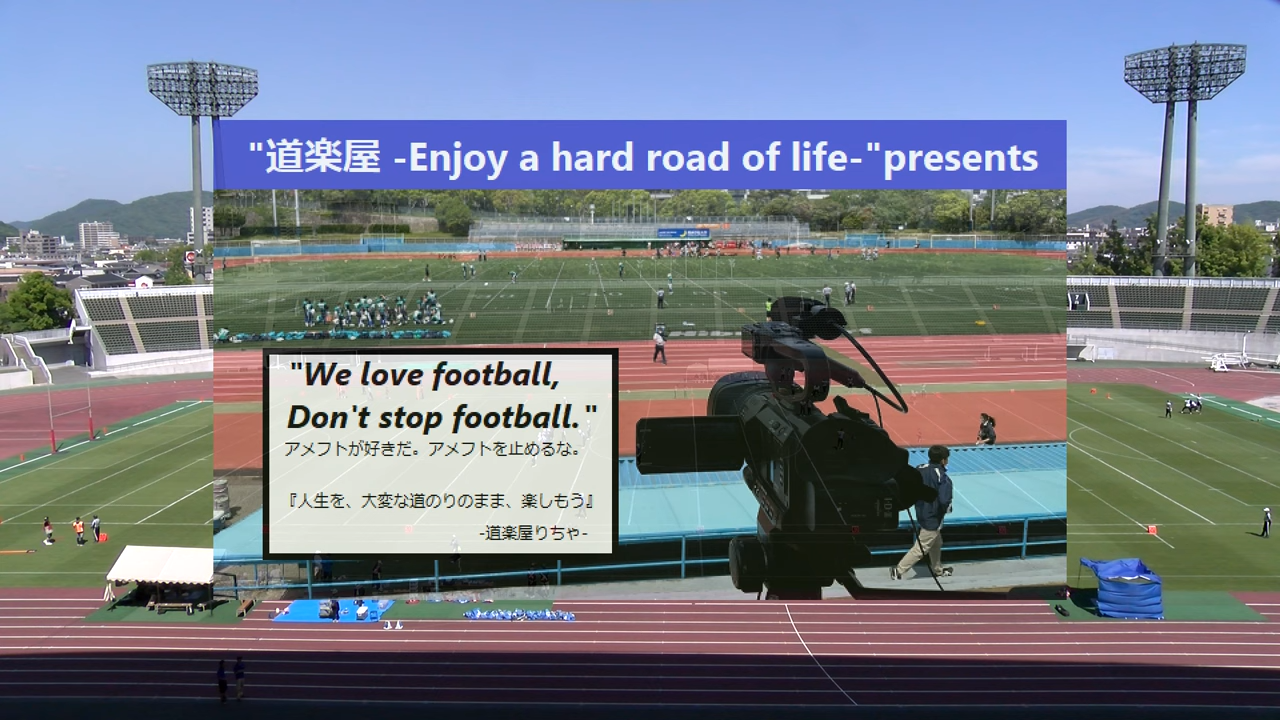 "道楽屋 -Enjoy a hard road of life-"presents
"We love football,
Don't stop football."
アメフトが好きだ。アメフトを止めるな。
『人生を、大変な道のりのまま、楽しもう』
-道楽屋りちゃ-